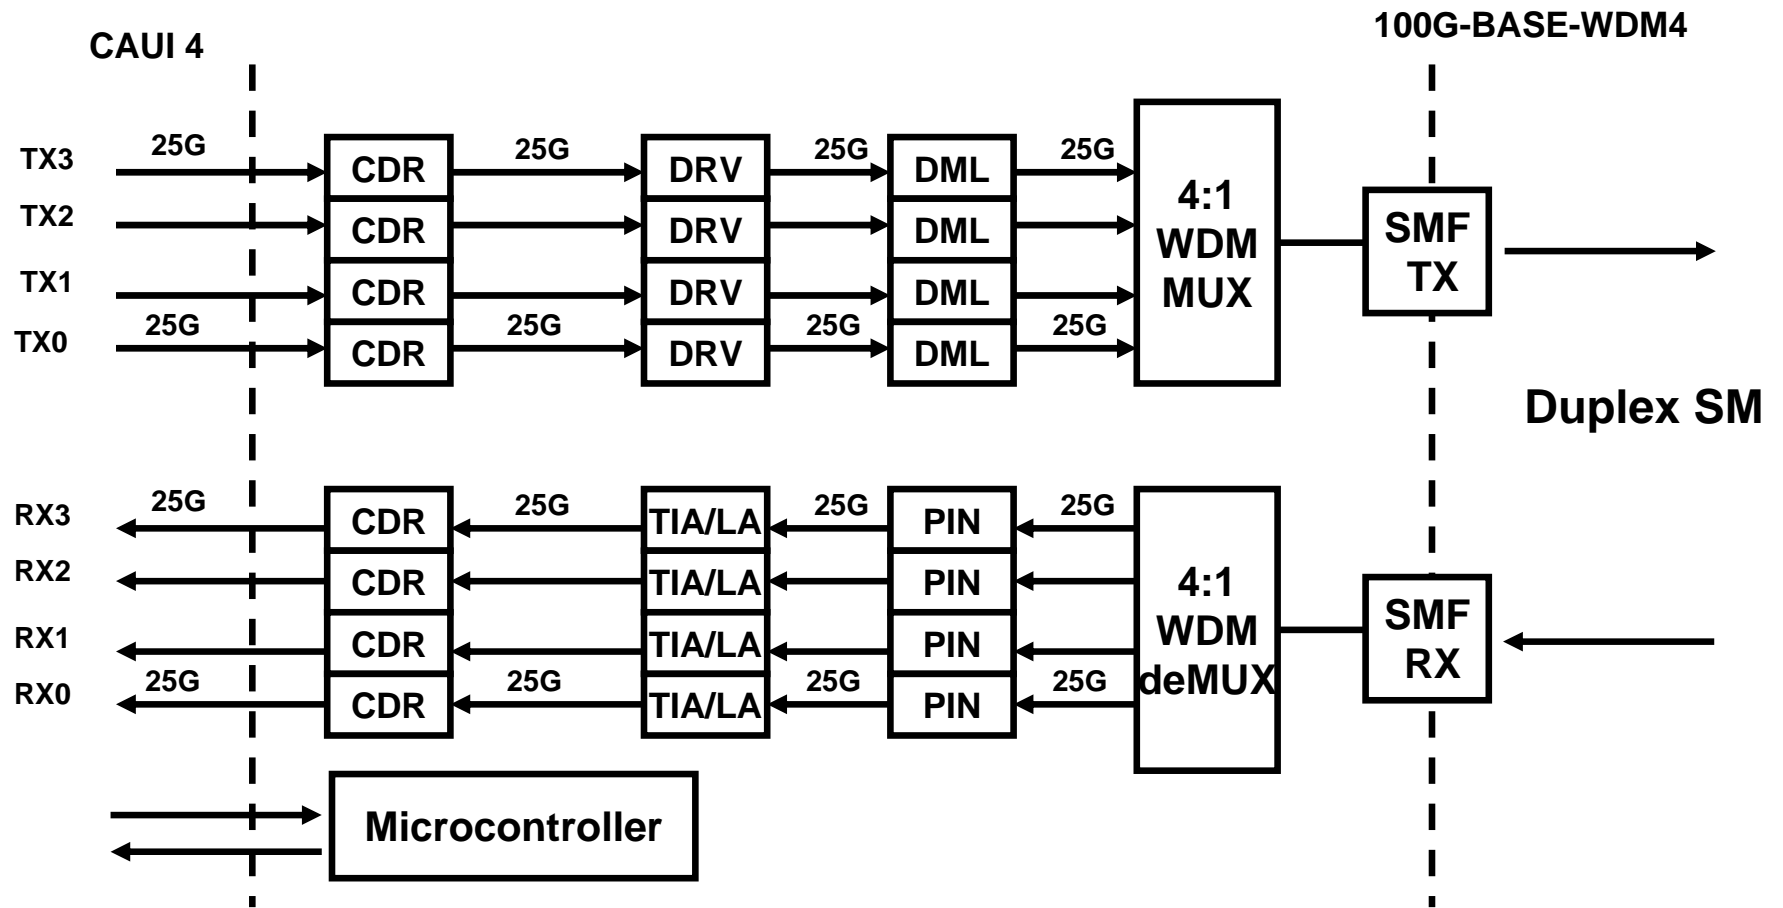 CAUI 4
100G-BASE-WDM4
TX3
25G
CDR
25G
DRV
25G
DML
25G
TX2
CDR
DRV
DML
TX1
CDR
DRV
DML
TX0
25G
CDR
25G
DRV
25G
DML
25G
4:1
WDM
MUX
SMF
TX
Duplex SM
RX3
25G
CDR
25G
TIA/LA
25G
PIN
25G
RX2
CDR
TIA/LA
PIN
RX1
CDR
TIA/LA
PIN
RX0
25G
CDR
25G
TIA/LA
25G
PIN
25G
4:1
WDM
deMUX
SMF
RX
Microcontroller